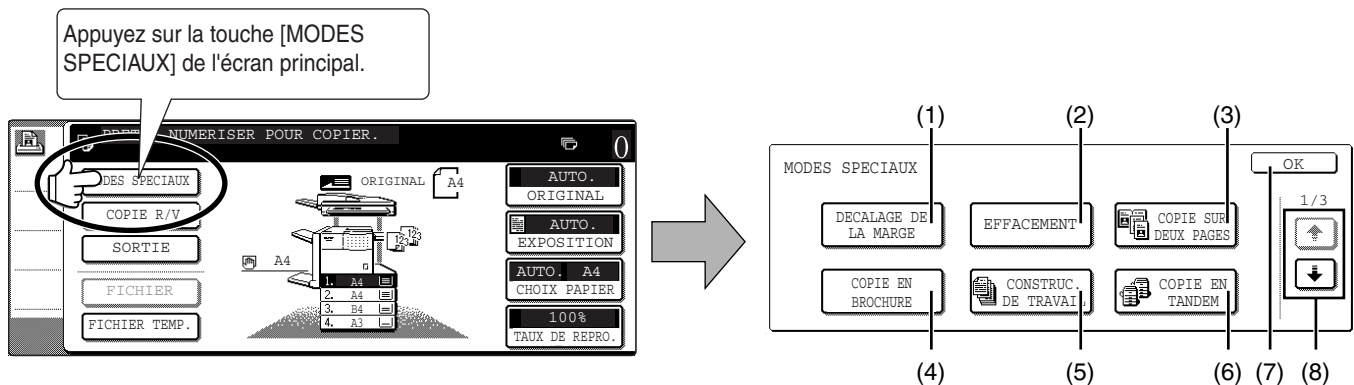 Appuyez sur la touche [MODES
SPECIAUX] de l'écran principal.
NUMERISER POUR COPIER.
0
DES SPECIAUX
COPIE R/V
SORTIE
FICHIER
FICHIER TEMP.
ORIGINAL A4
A4
1. A4
2. A4
3. B4
4. A3
AUTO.
ORIGINAL
AUTO.
EXPOSITION
AUTO. A4
CHOIX PAPIER
100%
TAUX DE REPRO.
(1) (2) (3)
MODES SPECIAUX
OK
1/3
DECALAGE DE
LA MARGE
EFFACEMENT
COPIE SUR
DEUX PAGES
COPIE EN
BROCHURE
CONSTRUC.
DE TRAVAIL
COPIE EN
TANDEM
(4) (5) (6) (7) (8)